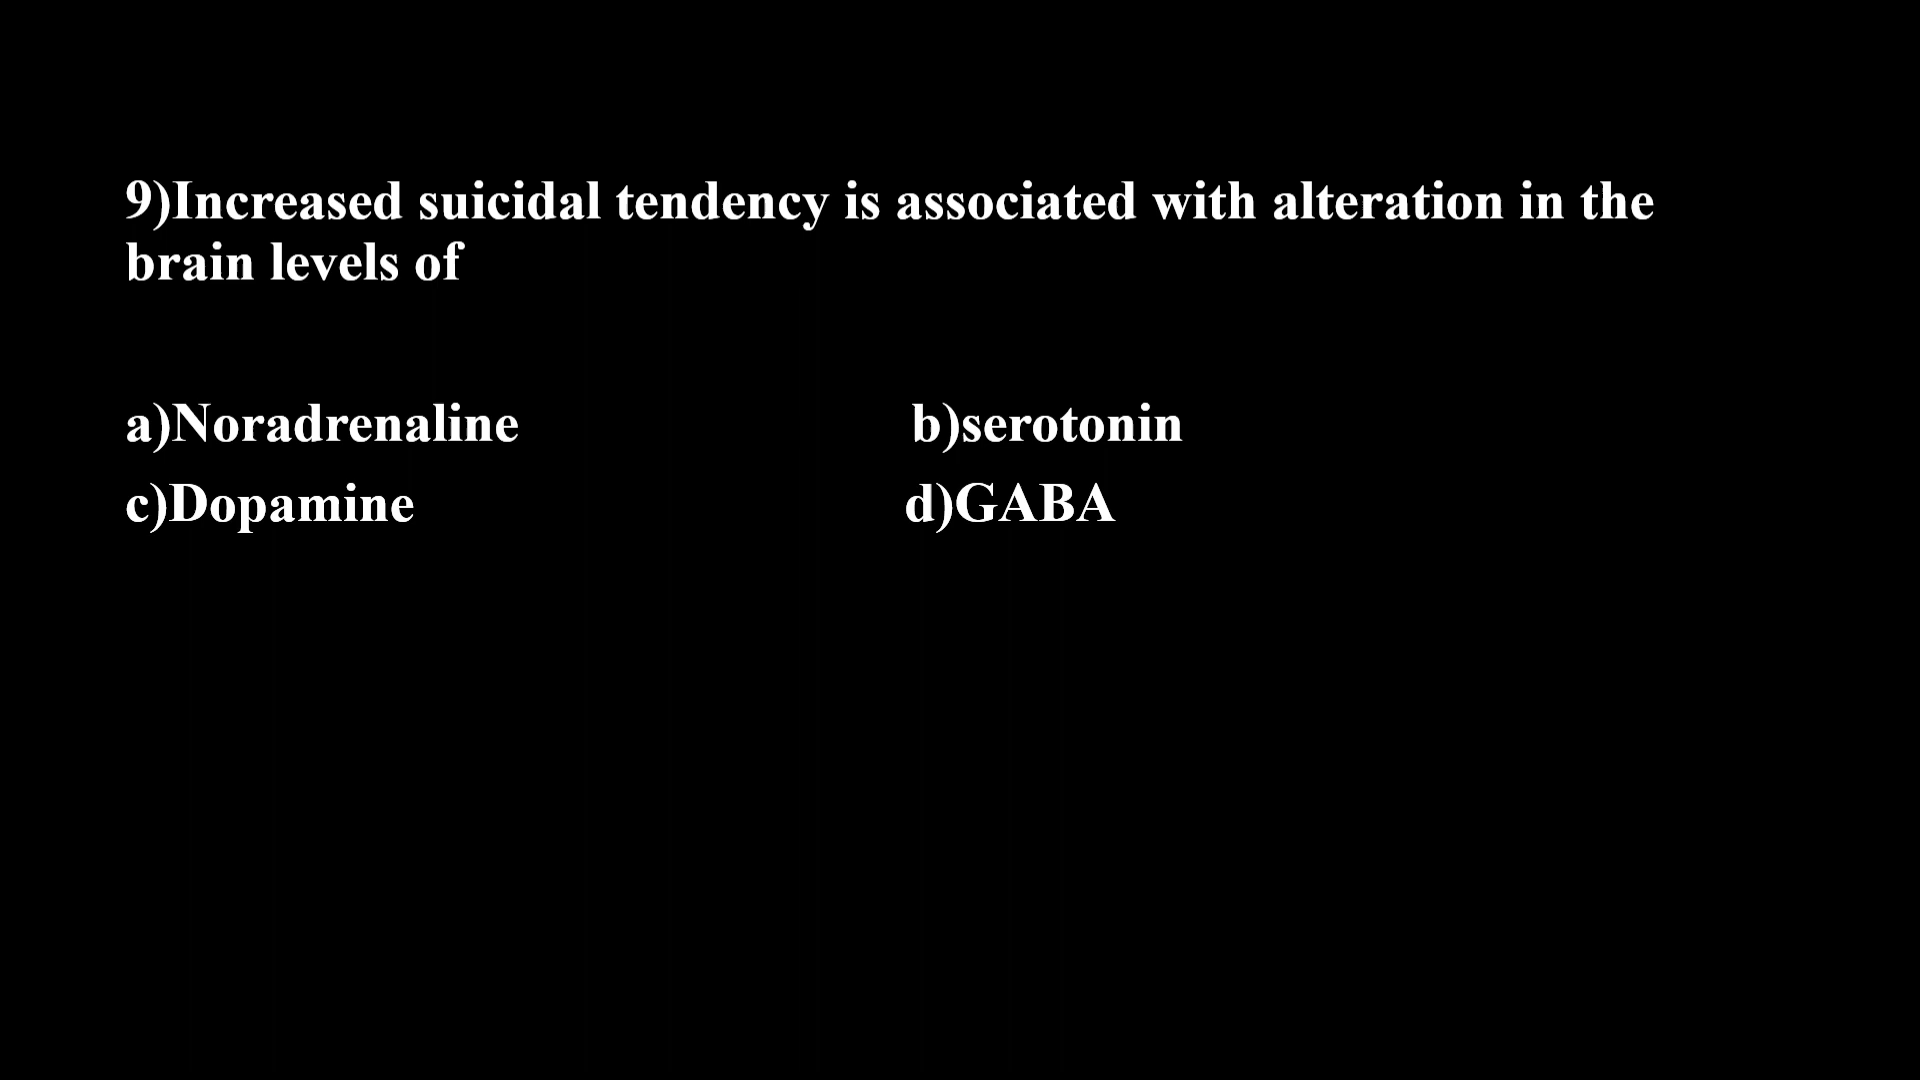 9)Increased suicidal tendency is associated with alteration in the
brain levels of
a)Noradrenaline b)serotonin
c)Dopamine d)GABA